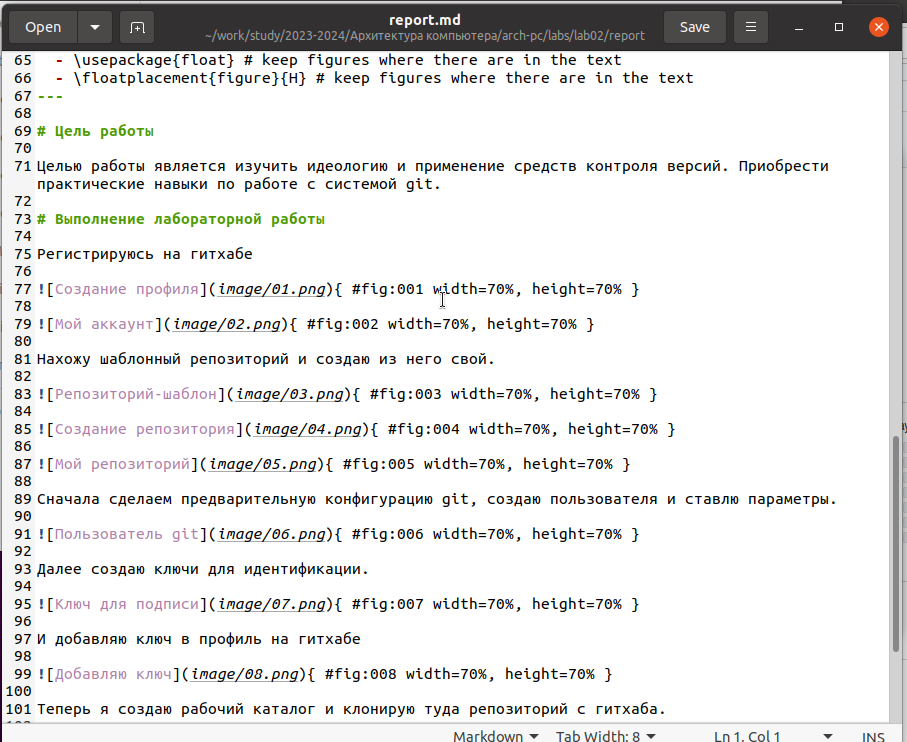 Open
report.md
~/work/study/2023-2024/Архитектура компьютера/arch-pc/labs/lab02/report
Save
65 - \usepackage{float} # keep figures where there are in the text
66 - \floatplacement{figure}{H} # keep figures where there are in the text
67 ---
68
69 # Цель работы
70
71 Целью работы является изучить идеологию и применение средств контроля версий. Приобрести
практические навыки по работе с системой git.
72
73 # Выполнение лабораторной работы
74
75 Регистрируюсь на гитхабе
76
77 ![Создание профиля](image/01.png){ #fig:001 width=70%, height=70% }
78
79 ![Мой аккаунт](image/02.png){ #fig:002 width=70%, height=70% }
80
81 Нахожу шаблонный репозиторий и создаю из него свой.
82
83 ![Репозиторий-шаблон](image/03.png){ #fig:003 width=70%, height=70% }
84
85 ![Создание репозитория](image/04.png){ #fig:004 width=70%, height=70% }
86
87 ![Мой репозиторий](image/05.png){ #fig:005 width=70%, height=70% }
88
89 Сначала сделаем предварительную конфигурацию git, создаю пользователя и ставлю параметры.
90
91 ![Пользователь git](image/06.png){ #fig:006 width=70%, height=70% }
92
93 Далее создаю ключи для идентификации.
94
95 ![Ключ для подписи](image/07.png){ #fig:007 width=70%, height=70% }
96
97 И добавляю ключ в профиль на гитхабе
98
99 ![Добавляю ключ](image/08.png){ #fig:008 width=70%, height=70% }
100
101 Теперь я создаю рабочий каталог и клонирую туда репозиторий с гитхаба.
Markdown Tab Width: 8 Ln 1, Col 1 INS